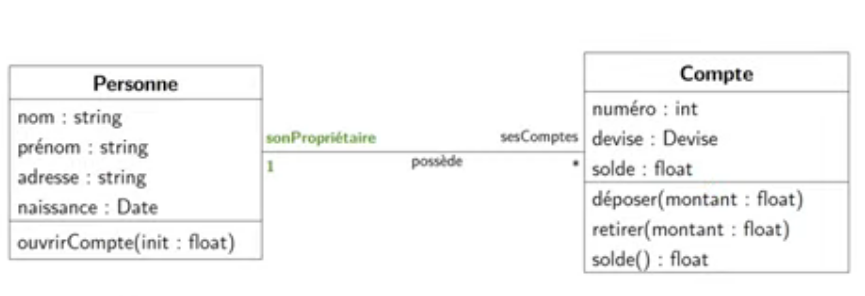 Personne
nom : string
prénom : string
adresse : string
naissance : Date
ouvrirCompte(init : float)
sonPropriétaire
1
possède
sesComptes
*
Compte
numéro : int
devise : Devise
solde : float
déposer(montant : float)
retirer(montant : float)
solde() : float